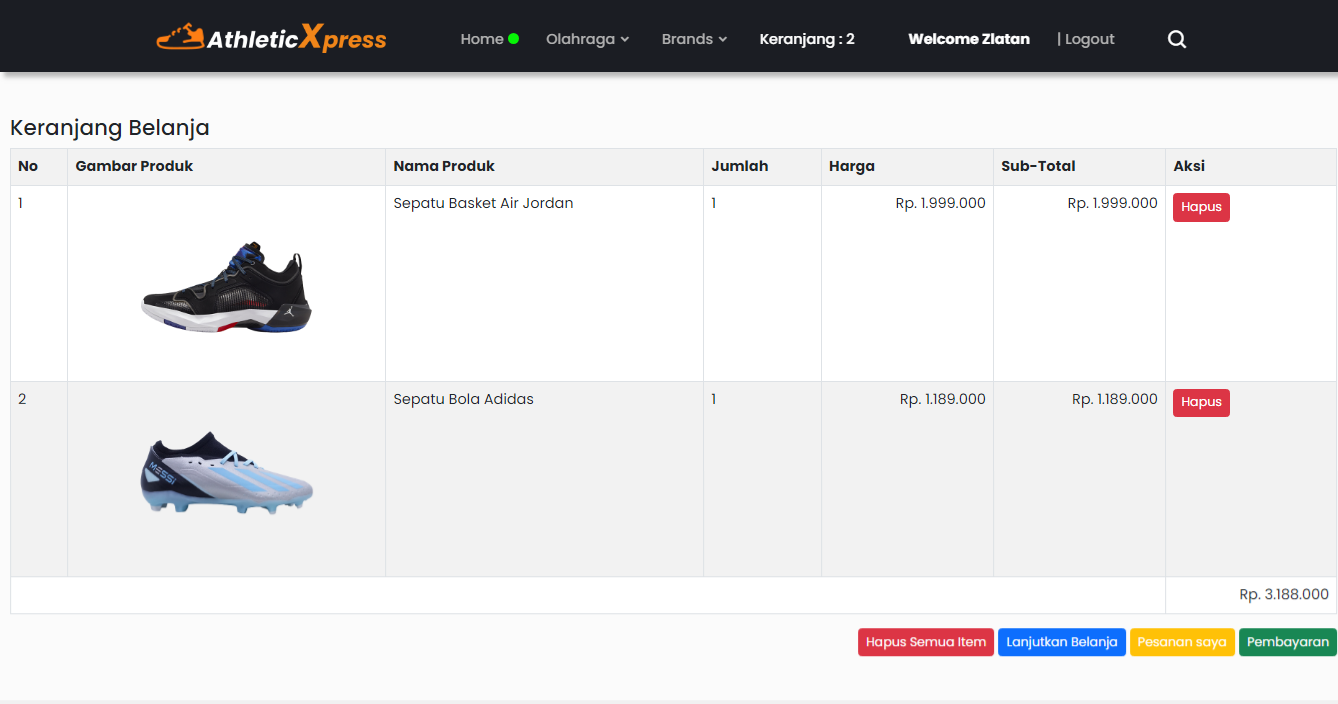 AthleticXpress Home Olahraga Brands Keranjang : 2 Welcome Zlatan | Logout
Keranjang Belanja
No Gambar Produk Nama Produk Jumlah Harga Sub-Total Aksi
1 Sepatu Basket Air Jordan 1 Rp. 1.999.000 Rp. 1.999.000 Hapus
2 Sepatu Bola Adidas 1 Rp. 1.189.000 Rp. 1.189.000 Hapus
MESSI
Rp. 3.188.000
Hapus Semua Item Lanjutkan Belanja Pesanan saya Pembayaran